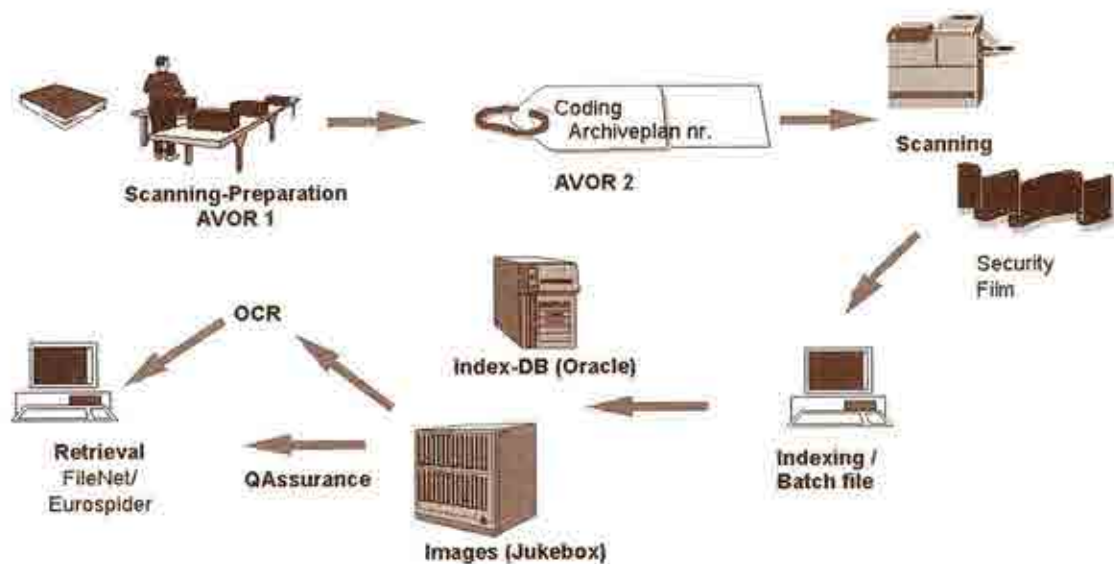 Coding
Archiveplan nr.
Scanning-Preparation
AVOR 1
AVOR 2
Scanning
Security
Film
OCR
Index-DB (Oracle)
Retrieval
FileNet/
Eurospider
QAssurance
Images (Jukebox)
Indexing /
Batch file